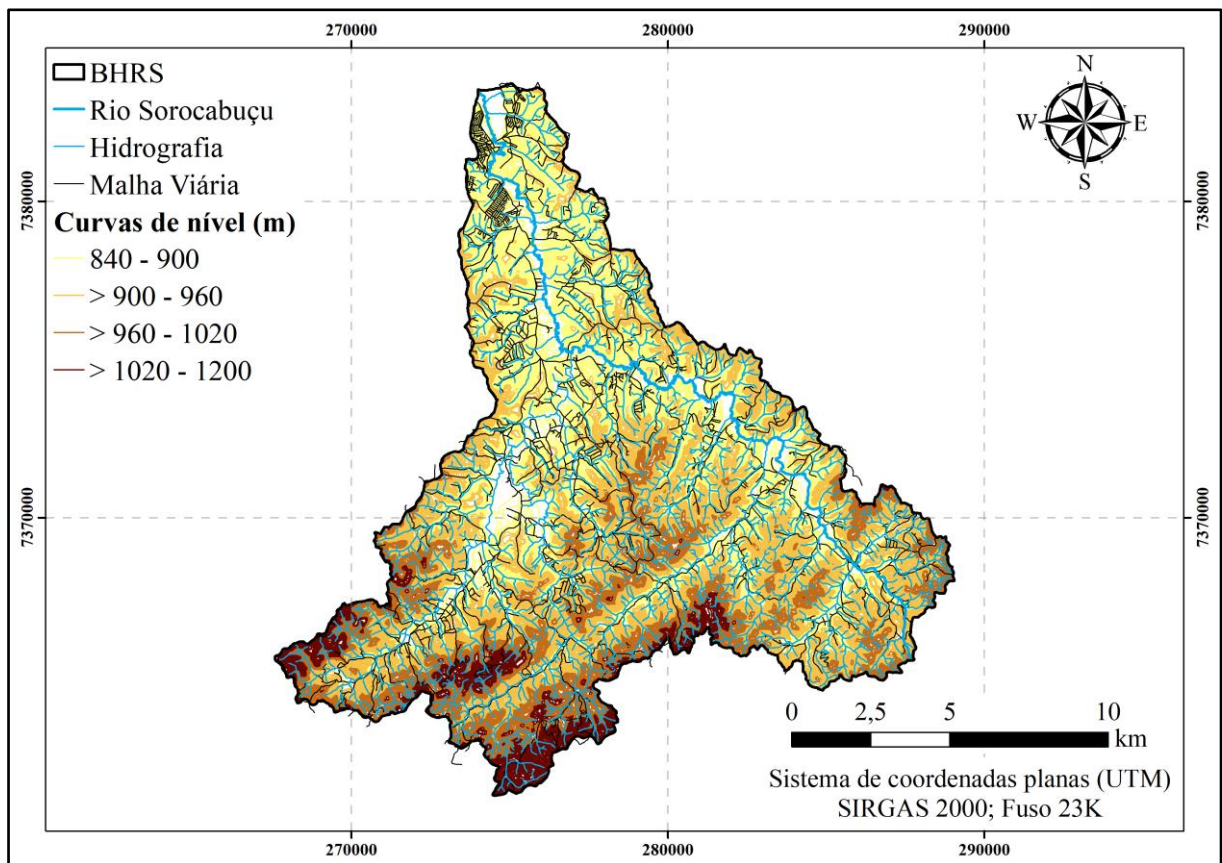 270000 280000 290000
BHRS
Rio Sorocabuçu
Hidrografia
Malha Viária
Curvas de nível (m)
840 - 900
> 900 - 960
> 960 - 1020
> 1020 - 1200
N
W E
S
7380000 7380000
7370000 7370000
0 2,5 5 10
km
Sistema de coordenadas planas (UTM)
SIRGAS 2000; Fuso 23K
270000 280000 290000